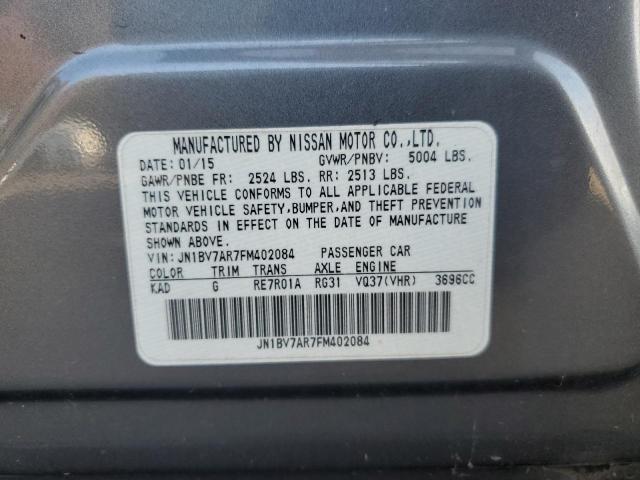 MANUFACTURED BY NISSAN MOTOR CO.,LTD.
DATE: 01/15 GVWR/PNBV: 5004 LBS.
GAWR/PNBE FR: 2524 LBS. RR: 2513 LBS.
THIS VEHICLE CONFORMS TO ALL APPLICABLE FEDERAL
MOTOR VEHICLE SAFETY,BUMPER,AND THEFT PREVENTION
STANDARDS IN EFFECT ON THE DATE OF MANUFACTURE
SHOWN ABOVE.
VIN: JN1BV7AR7FM402084 PASSENGER CAR
COLOR TRIM TRANS AXLE ENGINE
KAD G RE7R01A RG31 VQ37(VHR) 3696CC
JN1BV7AR7FM402084